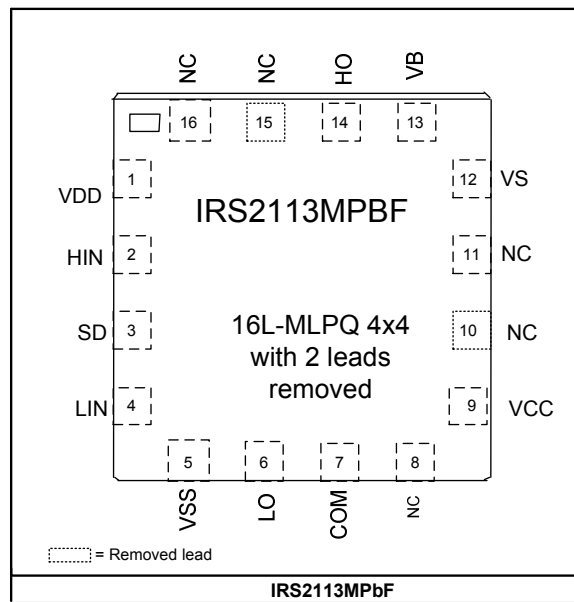 NC NC HO VB
16 15 14 13
1 12 VS
VDD
IRS2113MPBF
HIN 2 11 NC
SD 3 16L-MLPQ 4x4 10 NC
with 2 leads
removed
LIN 4 9 VCC
5 6 7 8
VSS LO COM NC
= Removed lead
IRS2113MPbF